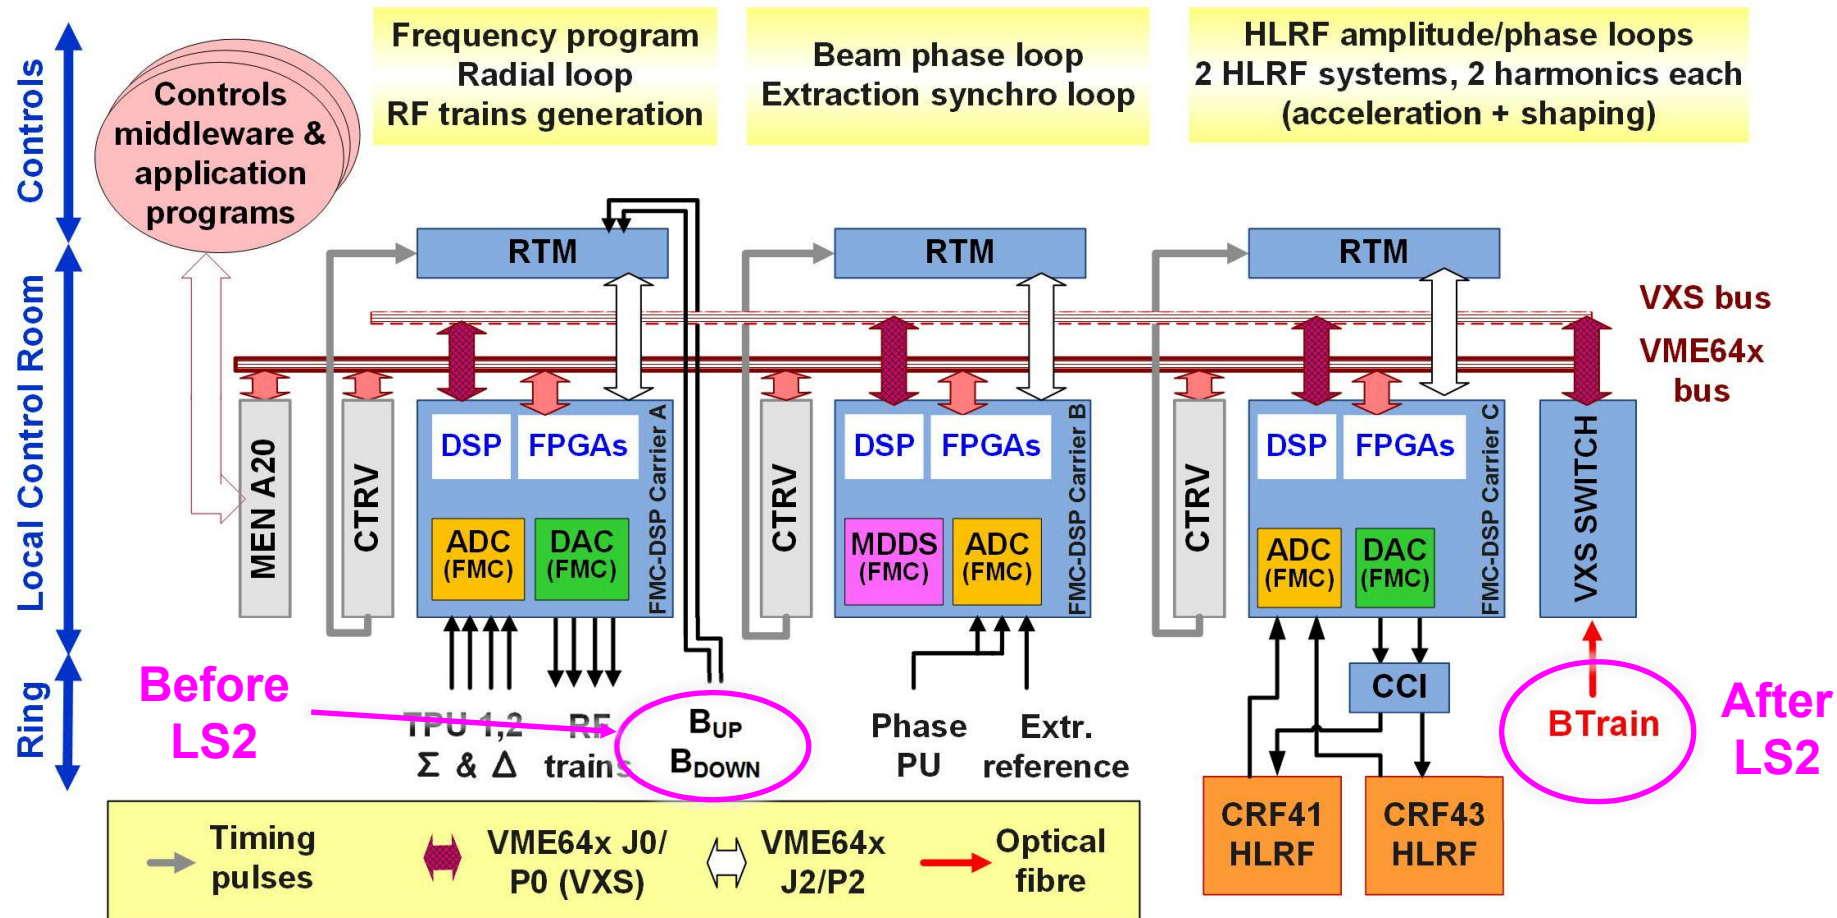 Controls
Local Control Room
Ring
Controls
middleware &
application
programs
Frequency program
Radial loop
RF trains generation
Beam phase loop
Extraction synchro loop
HLRF amplitude/phase loops
2 HLRF systems, 2 harmonics each
(acceleration + shaping)
RTM
RTM
RTM
VXS bus
VME64x
bus
MEN A20
CTRV
DSP
FPGAs
ADC
(FMC)
DAC
(FMC)
FMC-DSP Carrier A
CTRV
DSP
FPGAs
MDDS
(FMC)
ADC
(FMC)
FMC-DSP Carrier B
CTRV
DSP
FPGAs
ADC
(FMC)
DAC
(FMC)
FMC-DSP Carrier C
VXS SWITCH
Before
LS2
TPU 1,2
Σ & Δ
RF
trains
BUP
BDOWN
Phase
PU
Extr.
reference
CCI
CRF41
HLRF
CRF43
HLRF
BTrain
After
LS2
Timing
pulses
VME64x J0/
P0 (VXS)
VME64x
J2/P2
Optical
fibre